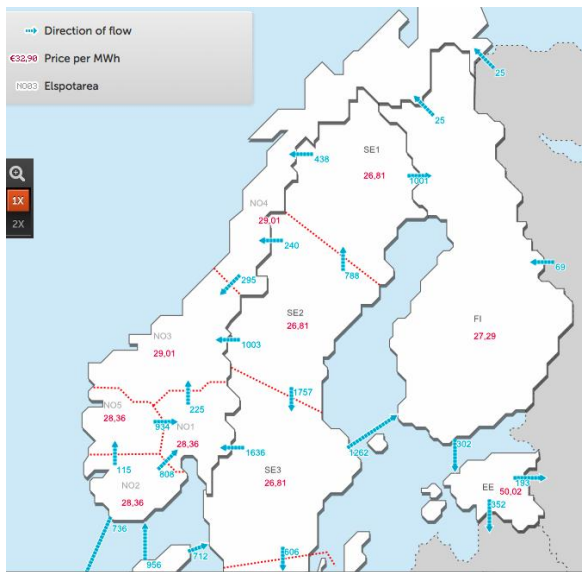 Direction of flow
€32,90 Price per MWh
NO03 Elspotarea
1X
2X
25
25
438
SE1
26,81
1001
NO4
29,01
240
788
69
295
SE2
26,81
FI
27,29
NO3
29,01
1003
225
1757
NO5
28,36
934
NO1
28,36
1636
1262
302
115
808
SE3
26,81
NO2
28,36
EE
50,02
193
352
736
956
712
606